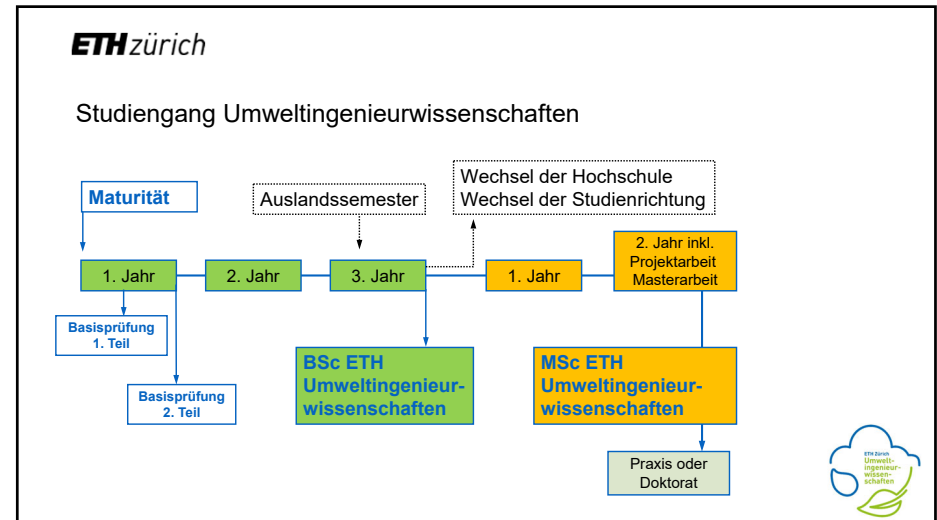 ETH zürich
Studiengang Umweltingenieurwissenschaften
Maturität
Auslandssemester
Wechsel der Hochschule
Wechsel der Studienrichtung
1. Jahr
2. Jahr
3. Jahr
1. Jahr
2. Jahr inkl.
Projektarbeit
Masterarbeit
Basisprüfung
1. Teil
Basisprüfung
2. Teil
BSc ETH
Umweltingenieur-
wissenschaften
MSc ETH
Umweltingenieur-
wissenschaften
Praxis oder
Doktorat
ETH Zürich
Umwelt-
ingenieur-
wissen-
schaften